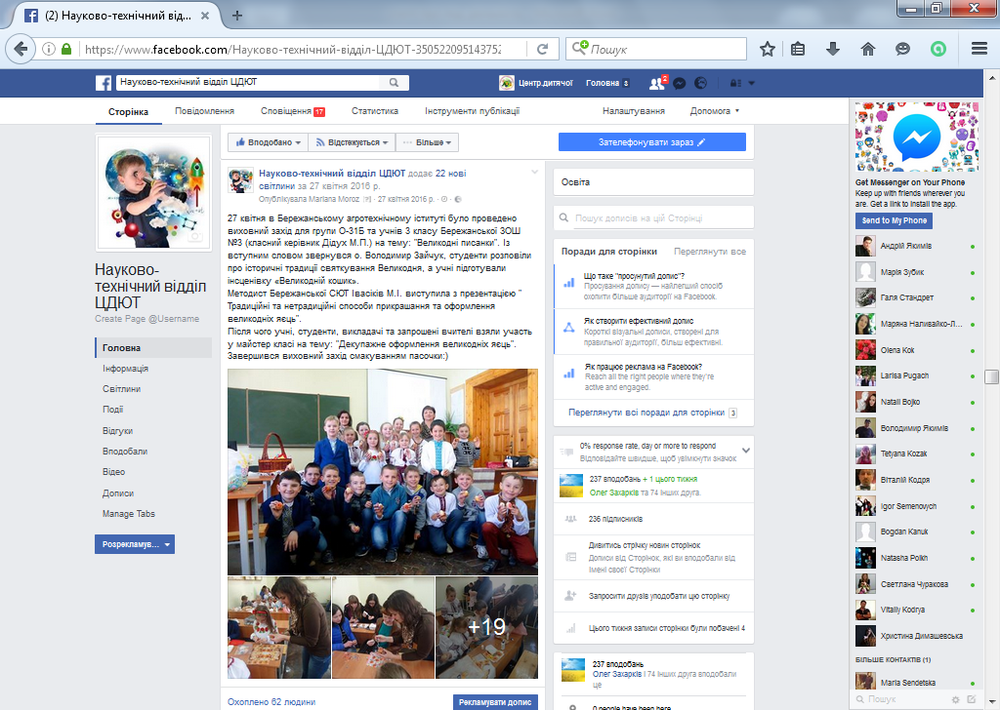 (2) Науково-технічний від...
https://www.facebook.com/Науково-технічний-відділ-ЦДЮТ-35052209514375
Пошук
Науково-технічний відділ ЦДЮТ
Центр.дитячої
Головна 3
2
Сторінка
Повідомлення
Сповіщення 17
Статистика
Інструменти публікації
Налаштування
Допомога
Науково-
технічний відділ
ЦДЮТ
Create Page @Username
Головна
Інформація
Світлини
Події
Відгуки
Вподобали
Відео
Дописи
Manage Tabs
Розрекламув...
Вподобано
Відстежується
Більше
Науково-технічний відділ ЦДЮТ додає 22 нові
світлини за 27 квітня 2016 р.
Опубліковано Mariana Moroz [?] · 27 квітня 2016 р. ·
27 квітня в Бережанському агротехнічному іституті було проведено
виховний захід для групи О-31Б та учнів 3 класу Бережанської ЗОШ
№3 (класний керівник Дідух М.П.) на тему: "Великодні писанки". Із
вступним словом звернувся о. Володимир Зайчук, студенти розповіли
про історичні традиції святкування Великодня, а учні підготували
інсценівку «Великодній кошик».
Методист Бережанської СЮТ Івасіків М.І. виступила з презентацією "
Традиційні та нетрадиційні способи прикрашання та оформлення
великодніх яєць".
Після чого учні, студенти, викладачі та запрошені вчителі взяли участь
у майстер класі на тему: "Декупажне оформлення великодніх яєць".
Завершився виховний захід смакуванням пасочки:)
+19
Охоплено 62 людини
Рекламувати допис
Зателефонувати зараз
Освіта
Пошук дописів на цій Сторінці
Поради для сторінки
Переглянути все
Що таке "просунутий допис"?
Просування допису — найлегший спосіб
охопити більше аудиторії на Facebook.
Як створити ефективний допис
Короткі візуальні дописи, створені для
правильної аудиторії, більш ефективні.
Як працює реклама на Facebook?
Reach all the right people where they're
active and engaged.
Переглянути всі поради для сторінки 3
0% response rate, day or more to respond
Відповідайте швидше, щоб увімкнути значок
237 вподобань + 1 цього тижня
Олег Захарків та 74 інших друга.
236 підписників
Дивитись стрічку новин сторінок
Дописи від Сторінок, які ви вподобали від
імені своєї Сторінки
Запросити друзів уподобати цю сторінку
Цього тижня записи сторінки були побачені 4
237 вподобань
Олег Захарків і 74 інших друга вподобали
це
0 people have been here
Get Messenger on Your Phone
Keep up with friends wherever you
are. Get a link to install the app.
Send to My Phone
Андрій Якимів
Марія Зубик
Галя Стандрет
Маряна Наливайко-Л...
Olena Kok
Larisa Pugach
Natali Bojko
Володимир Якимів
Tetyana Kozak
Віталій Кодря
Igor Semenovych
Bogdan Kanuk
Natasha Polkh
Светлана Чуракова
Vitaliy Kodrya
Христина Димашевська
БІЛЬШЕ КОНТАКТІВ (1)
Maria Sendetska
Пошук